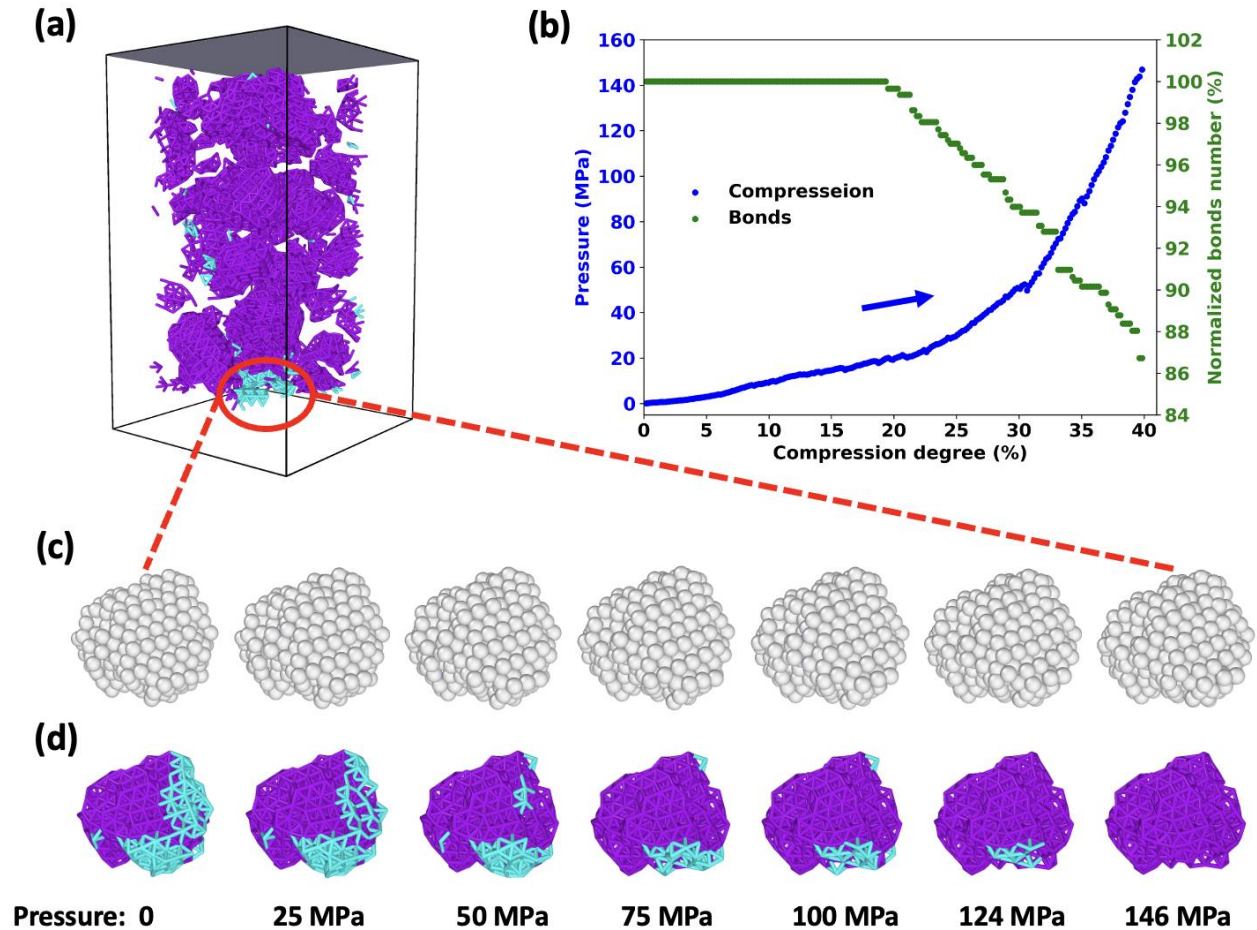 (a)
(b)
160
140
120
100
80
60
40
20
0
Pressure (MPa)
102
100
98
96
94
92
90
88
86
84
Normalized bonds number (%)
Compresseion
Bonds
0 5 10 15 20 25 30 35 40
Compression degree (%)
(c)
(d)
Pressure: 0 25 MPa 50 MPa 75 MPa 100 MPa 124 MPa 146 MPa